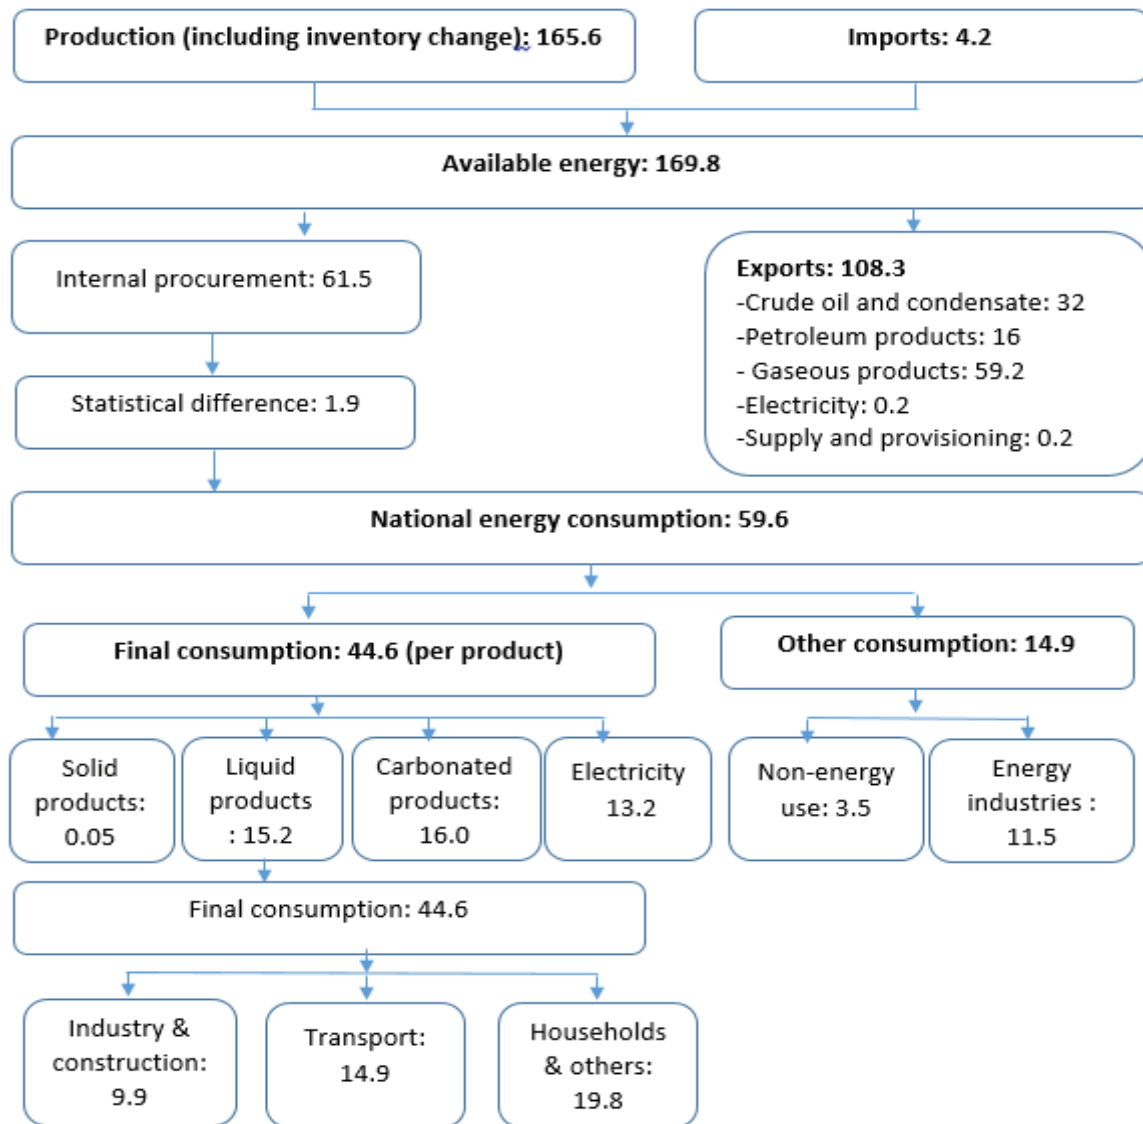 Production (including inventory change): 165.6
Imports: 4.2
Available energy: 169.8
Internal procurement: 61.5
Exports: 108.3
-Crude oil and condensate: 32
-Petroleum products: 16
- Gaseous products: 59.2
-Electricity: 0.2
-Supply and provisioning: 0.2
Statistical difference: 1.9
National energy consumption: 59.6
Final consumption: 44.6 (per product)
Other consumption: 14.9
Solid
products:
0.05
Liquid
products
: 15.2
Carbonated
products:
16.0
Electricity
13.2
Non-energy
use: 3.5
Energy
industries :
11.5
Final consumption: 44.6
Industry &
construction:
9.9
Transport:
14.9
Households
& others:
19.8